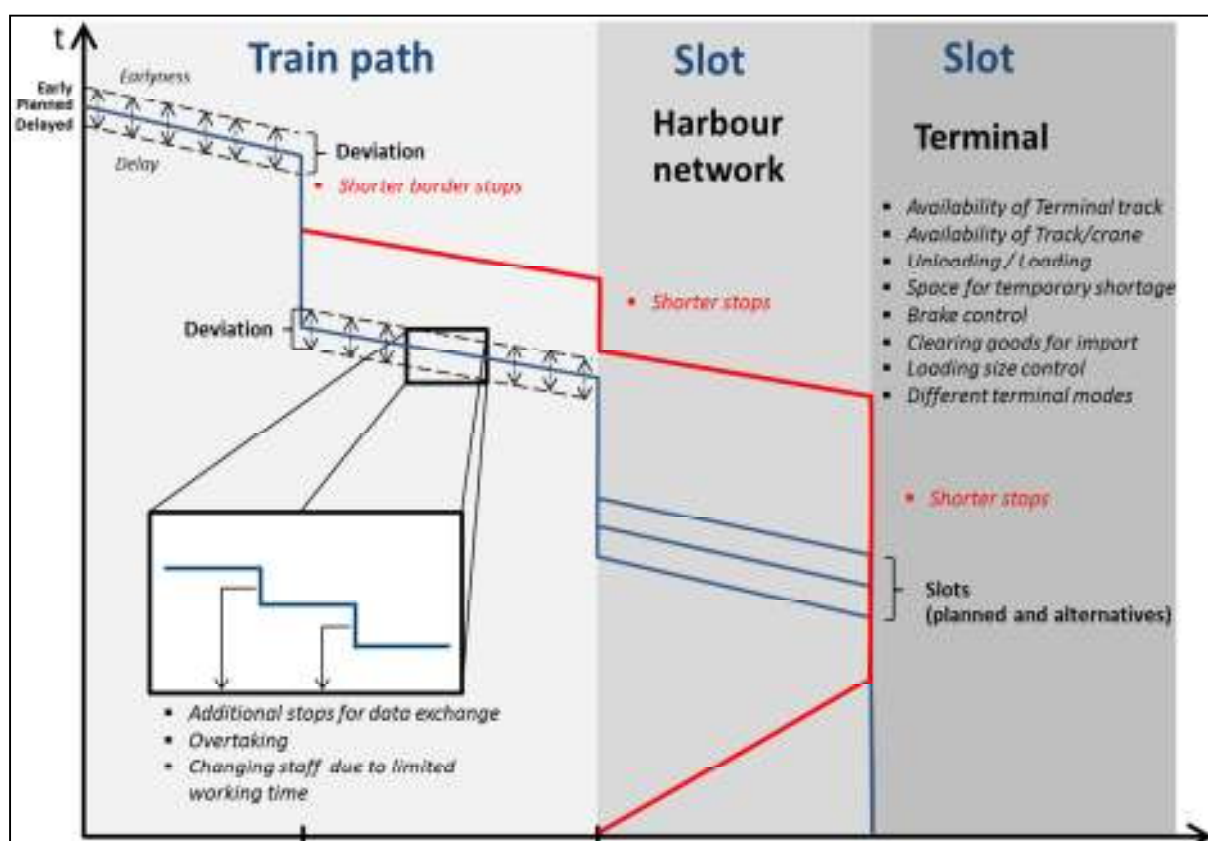 t
Train path
Slot
Slot
Earlyness
Early
Planned
Delayed
Delay
Deviation
▪ Shorter border stops
Harbour
network
Terminal
▪ Availability of Terminal track
▪ Availability of Track/crane
▪ Unloading / Loading
▪ Space for temporary shortage
▪ Brake control
▪ Clearing goods for import
▪ Loading size control
▪ Different terminal modes
▪ Shorter stops
Deviation
▪ Shorter stops
Slots
(planned and alternatives)
▪ Additional stops for data exchange
▪ Overtaking
▪ Changing staff due to limited
working time